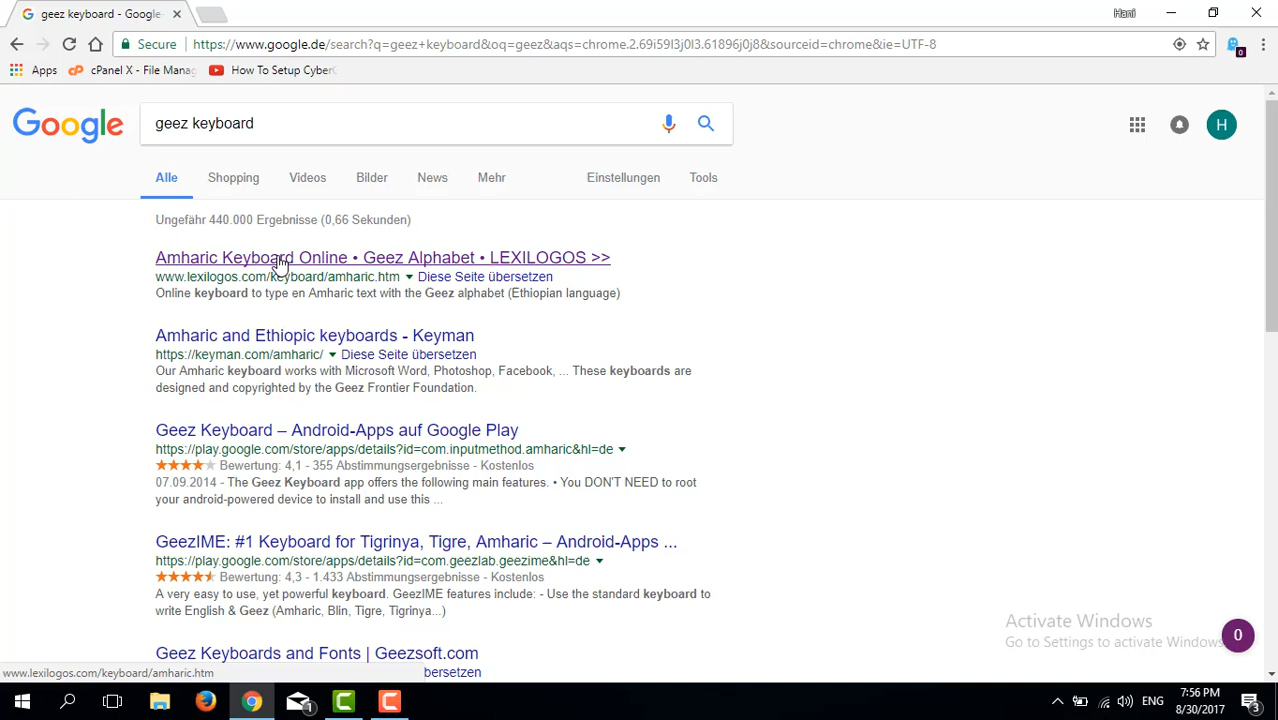 geez keyboard - Google-
Hani
Secure
https://www.google.de/search?q=geez+keyboard&oq=geez&aqs=chrome.2.69i59l3j0l3.61896j0j8&sourceid=chrome&ie=UTF-8
0
Apps
cPanel X - File Manag
How To Setup CyberG
Google
geez keyboard
H
Alle
Shopping
Videos
Bilder
News
Mehr
Einstellungen
Tools
Ungefähr 440.000 Ergebnisse (0,66 Sekunden)
Amharic Keyboard Online • Geez Alphabet • LEXILOGOS >>
www.lexilogos.com/keyboard/amharic.htm ▾ Diese Seite übersetzen
Online keyboard to type en Amharic text with the Geez alphabet (Ethiopian language)
Amharic and Ethiopic keyboards - Keyman
https://keyman.com/amharic/ ▾ Diese Seite übersetzen
Our Amharic keyboard works with Microsoft Word, Photoshop, Facebook, ... These keyboards are
designed and copyrighted by the Geez Frontier Foundation.
Geez Keyboard – Android-Apps auf Google Play
https://play.google.com/store/apps/details?id=com.inputmethod.amharic&hl=de ▾
★★★★★ Bewertung: 4,1 - 355 Abstimmungsergebnisse - Kostenlos
07.09.2014 - The Geez Keyboard app offers the following main features. • You DON'T NEED to root
your android-powered device to install and use this ...
GeezIME: #1 Keyboard for Tigrinya, Tigre, Amharic – Android-Apps ...
https://play.google.com/store/apps/details?id=com.geezlab.geezime&hl=de ▾
★★★★★ Bewertung: 4,3 - 1.433 Abstimmungsergebnisse - Kostenlos
A very easy to use, yet powerful keyboard. GeezIME features include: - Use the standard keyboard to
write English & Geez (Amharic, Blin, Tigre, Tigrinya...)
Activate Windows
Go to Settings to activate Windows.
0
Geez Keyboards and Fonts | Geezsoft.com
bersetzen
www.lexilogos.com/keyboard/amharic.htm
1
ENG
7:56 PM
8/30/2017
3